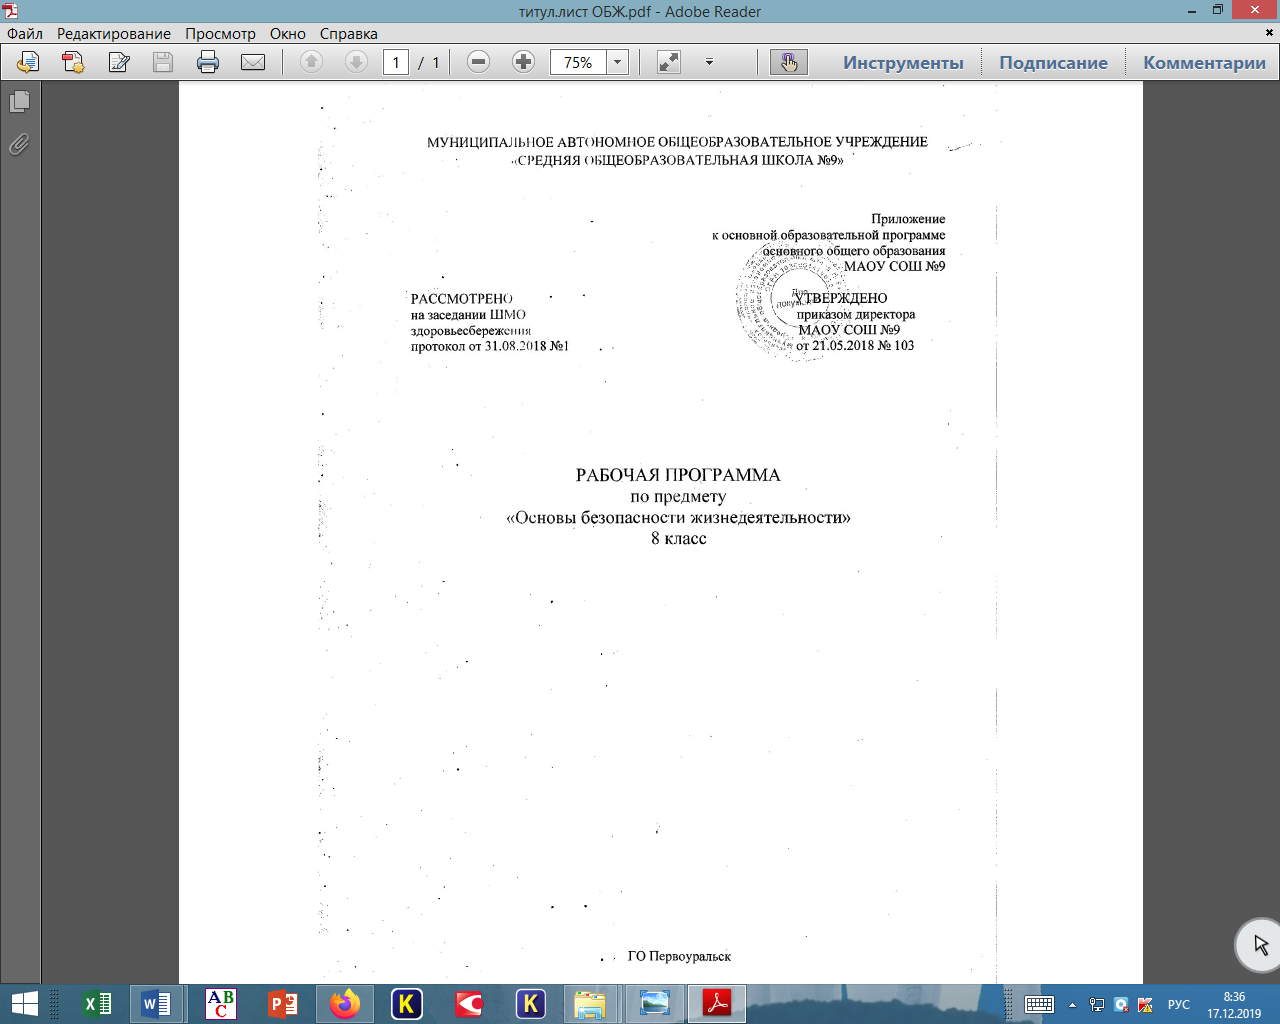 титул.лист ОБЖ.pdf - Adobe Reader
Файл Редактирование Просмотр Окно Справка
1 / 1 75% Инструменты Подписание Комментарии
МУНИЦИПАЛЬНОЕ АВТОНОМНОЕ ОБЩЕОБРАЗОВАТЕЛЬНОЕ УЧРЕЖДЕНИЕ
«СРЕДНЯЯ ОБЩЕОБРАЗОВАТЕЛЬНАЯ ШКОЛА №9»
Приложение
к основной образовательной программе
основного общего образования
МАОУ СОШ №9
РАССМОТРЕНО
на заседании ШМО
здоровьесбережения
протокол от 31.08.2018 №1
УТВЕРЖДЕНО
приказом директора
МАОУ СОШ №9
от 21.05.2018 № 103
Для
РАБОЧАЯ ПРОГРАММА
по предмету
«Основы безопасности жизнедеятельности»
8 класс
ГО Первоуральск
РУС
8:36
17.12.2019